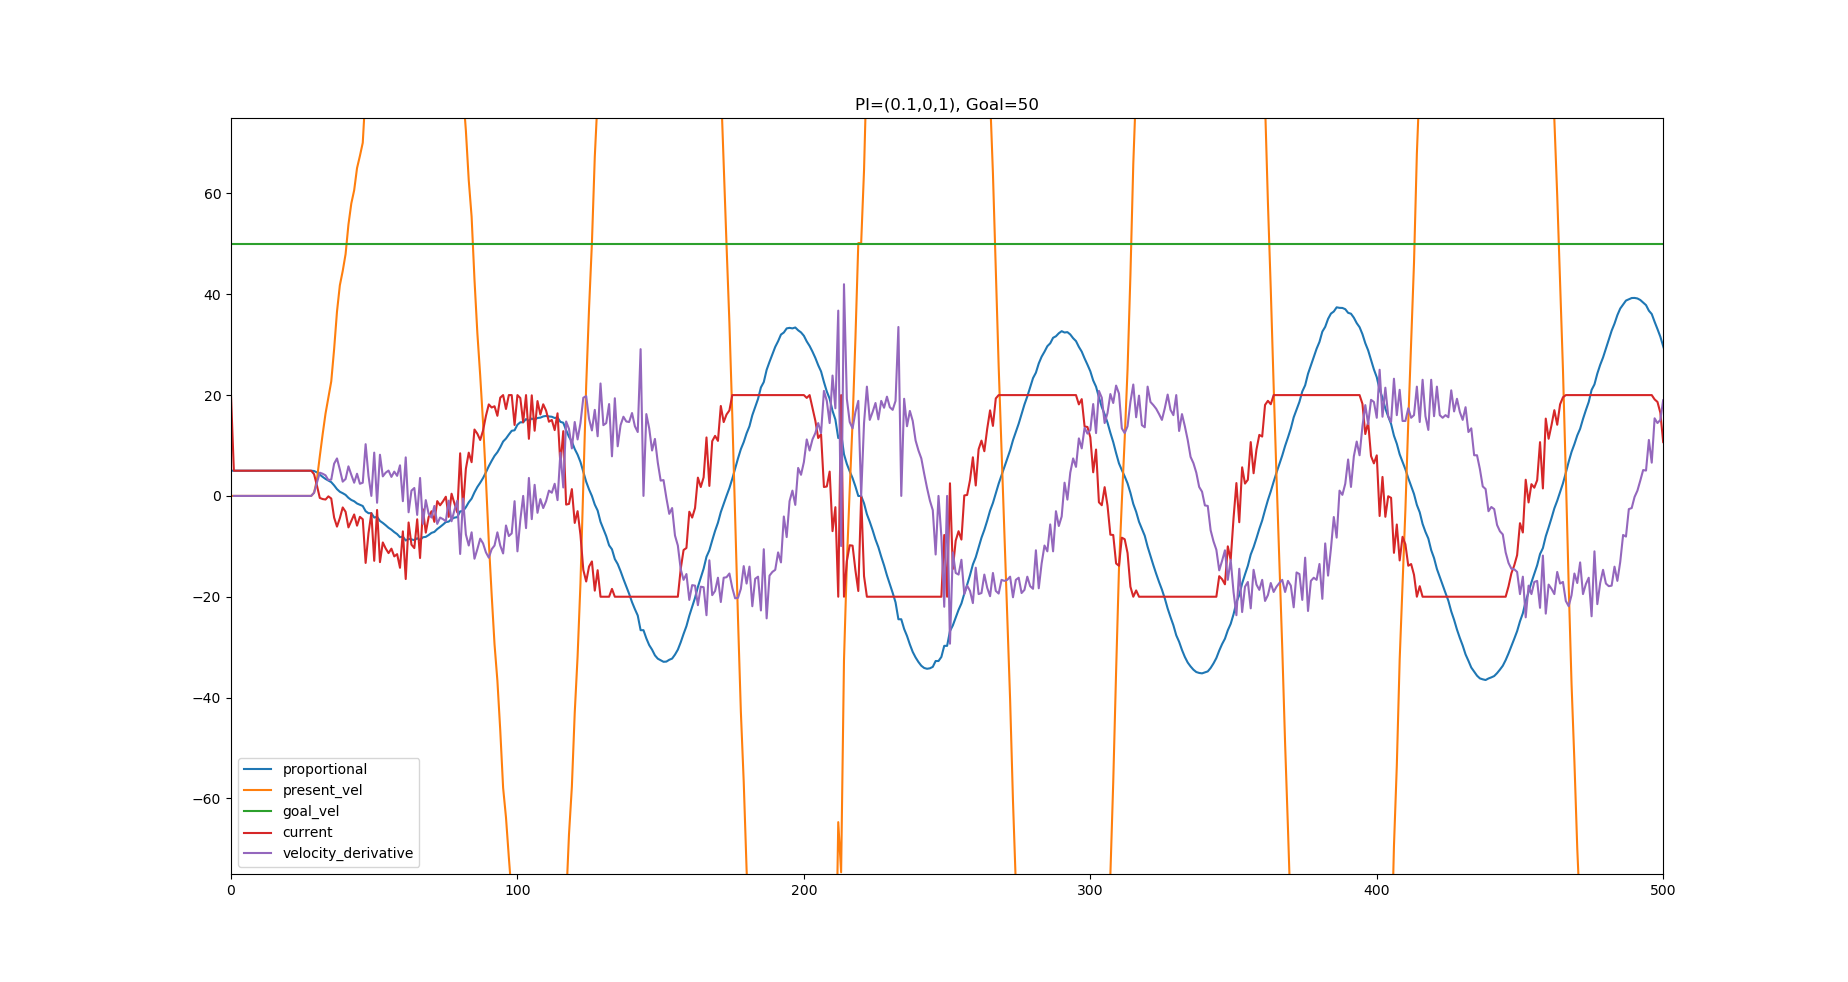 PI=(0.1,0,1), Goal=50
60
40
20
0
−20
−40
−60
proportional
present_vel
goal_vel
current
velocity_derivative
0 100 200 300 400 500